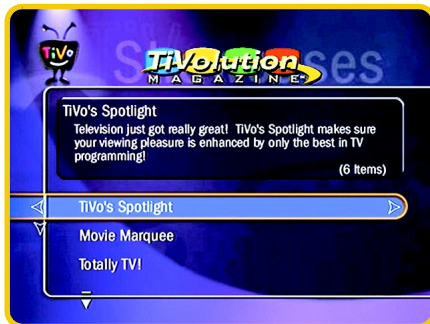 TiVo
TiVolution
MAGAZINE
TiVo's Spotlight
Television just got really great! TiVo's Spotlight makes sure
your viewing pleasure is enhanced by only the best in TV
programming!
(6 Items)
TiVo's Spotlight
Movie Marquee
Totally TV!